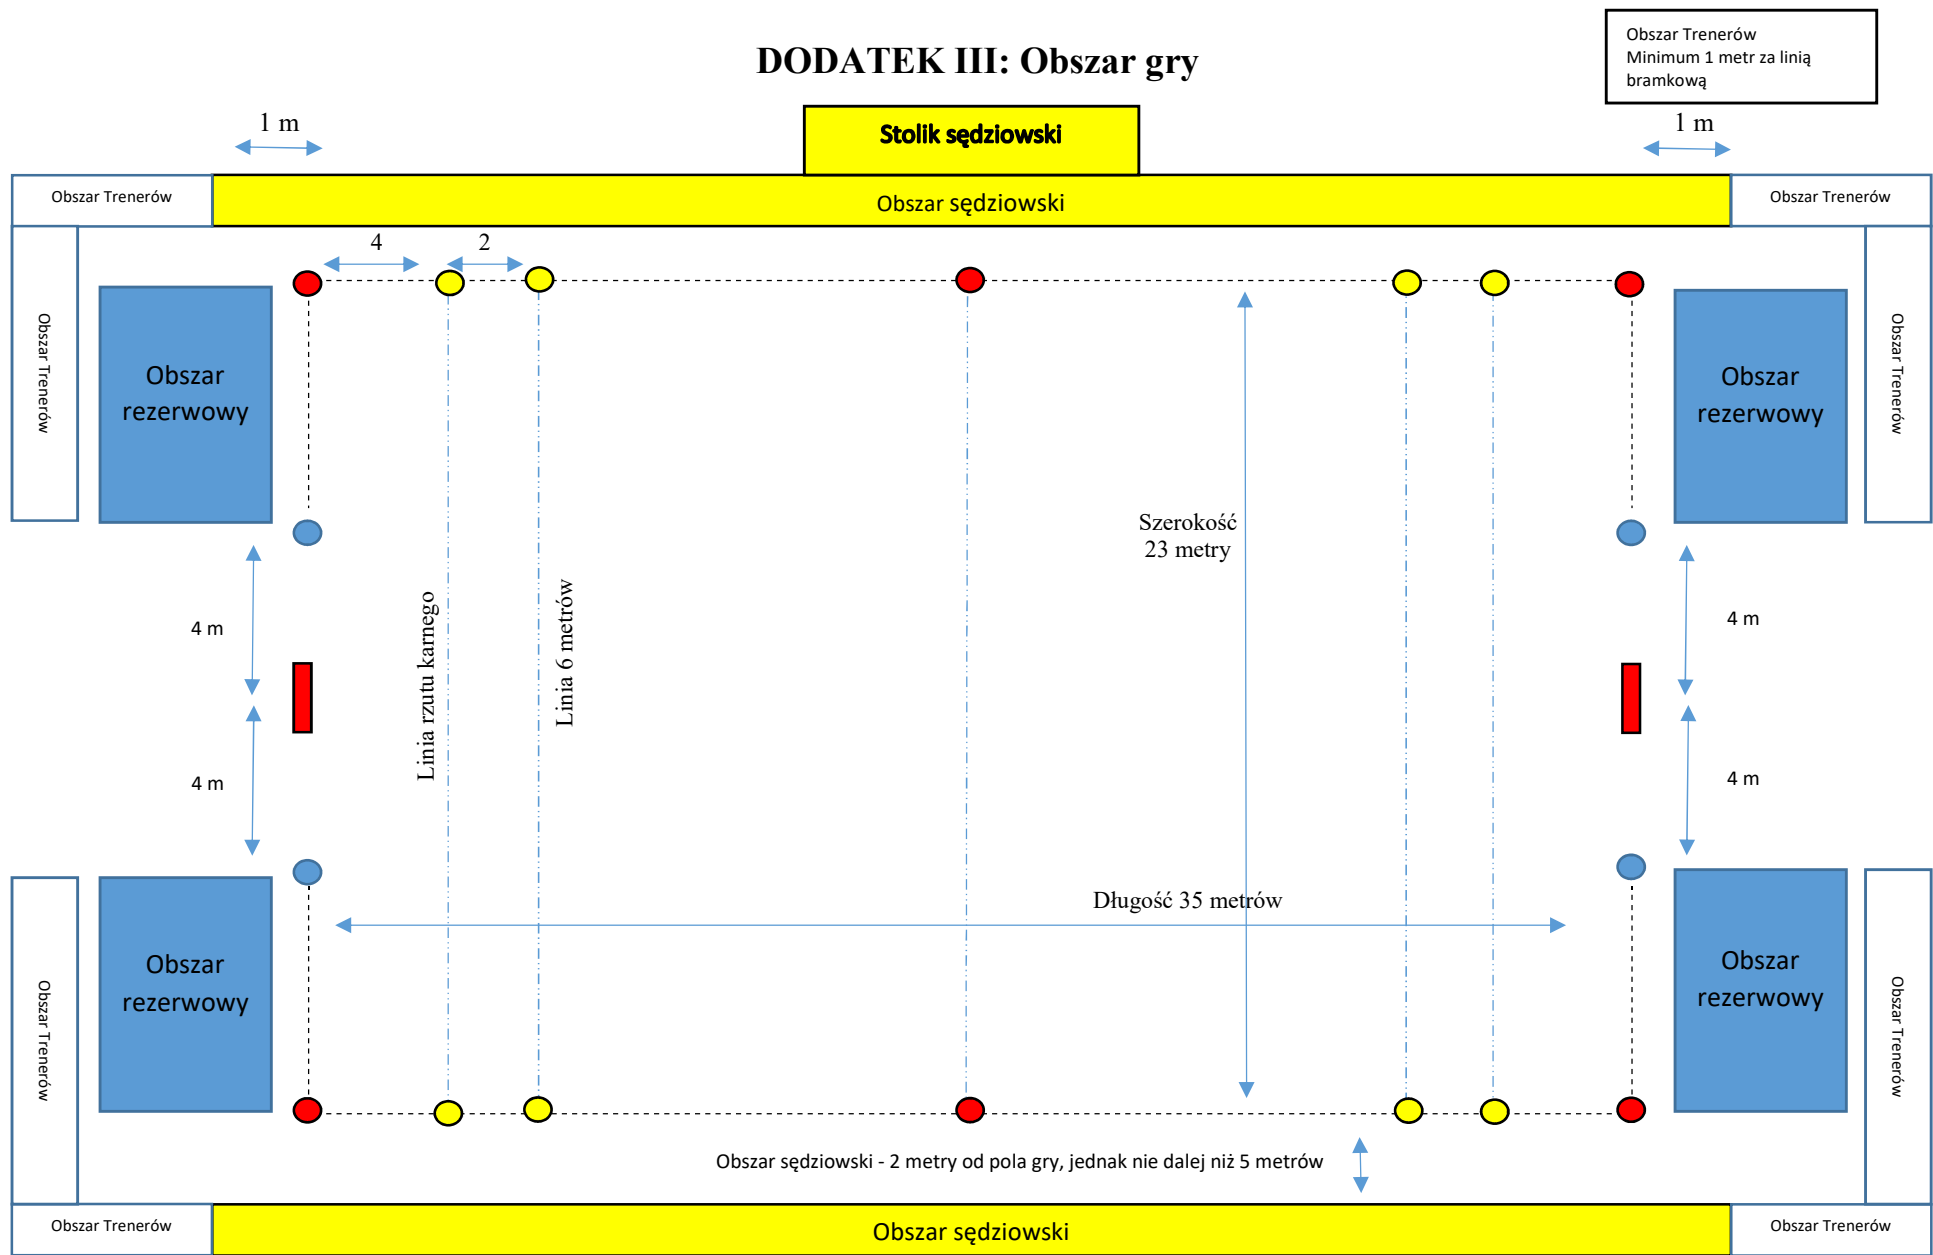 Obszar Trenerów
Minimum 1 metr za linią
bramkową
DODATEK III: Obszar gry
1 m
Stolik sędziowski
1 m
Obszar Trenerów
Obszar sędziowski
Obszar Trenerów
4
2
Obszar Trenerów
Obszar
rezerwowy
Obszar
rezerwowy
Obszar Trenerów
Szerokość
23 metry
4 m
4 m
Linia rzutu karnego
Linia 6 metrów
4 m
4 m
Długość 35 metrów
Obszar Trenerów
Obszar
rezerwowy
Obszar
rezerwowy
Obszar Trenerów
Obszar sędziowski - 2 metry od pola gry, jednak nie dalej niż 5 metrów
Obszar Trenerów
Obszar sędziowski
Obszar Trenerów